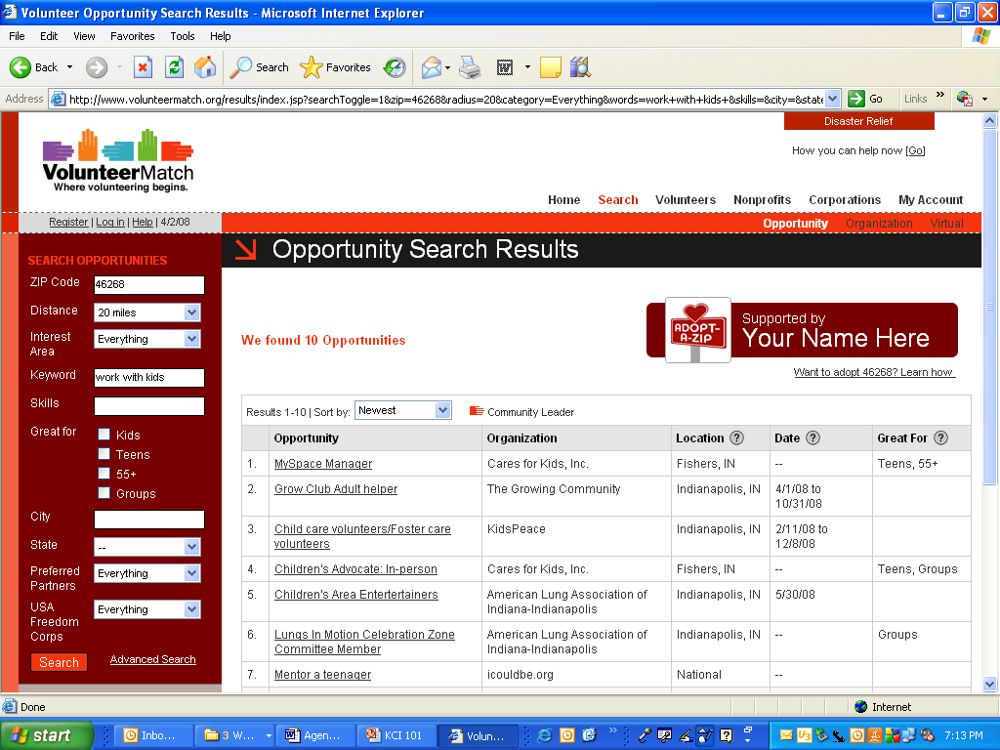 Volunteer Opportunity Search Results - Microsoft Internet Explorer
File Edit View Favorites Tools Help
Back Search Favorites
Address http://www.volunteermatch.org/results/index.jsp?searchToggle=1&zip=46268&radius=20&category=Everything&words=work+with+kids+&skills=&city=&state Go Links »
Disaster Relief
How you can help now [Go]
VolunteerMatch
Where volunteering begins.
Home Search Volunteers Nonprofits Corporations My Account
Register | Log in | Help | 4/2/08
Opportunity Organization Virtual
Opportunity Search Results
SEARCH OPPORTUNITIES
ZIP Code 46268
Distance 20 miles
Interest Area Everything
Keyword work with kids
Skills
Great for Kids
Teens
55+
Groups
City
State --
Preferred Partners Everything
USA Freedom Corps Everything
Search Advanced Search
We found 10 Opportunities
ADOPT-A-ZIP
Supported by
Your Name Here
Want to adopt 46268? Learn how
Results 1-10 | Sort by: Newest Community Leader
Opportunity Organization Location ? Date ? Great For ?
1. MySpace Manager Cares for Kids, Inc. Fishers, IN -- Teens, 55+
2. Grow Club Adult helper The Growing Community Indianapolis, IN 4/1/08 to 10/31/08
3. Child care volunteers/Foster care volunteers KidsPeace Indianapolis, IN 2/11/08 to 12/8/08
4. Children's Advocate: In-person Cares for Kids, Inc. Fishers, IN -- Teens, Groups
5. Children's Area Entertertainers American Lung Association of Indiana-Indianapolis Indianapolis, IN 5/30/08
6. Lungs In Motion Celebration Zone Committee Member American Lung Association of Indiana-Indianapolis Indianapolis, IN -- Groups
7. Mentor a teenager icouldbe.org National --
Done Internet
start Inbo... 3 W... Agen... KCI 101 Volun... » 7:13 PM